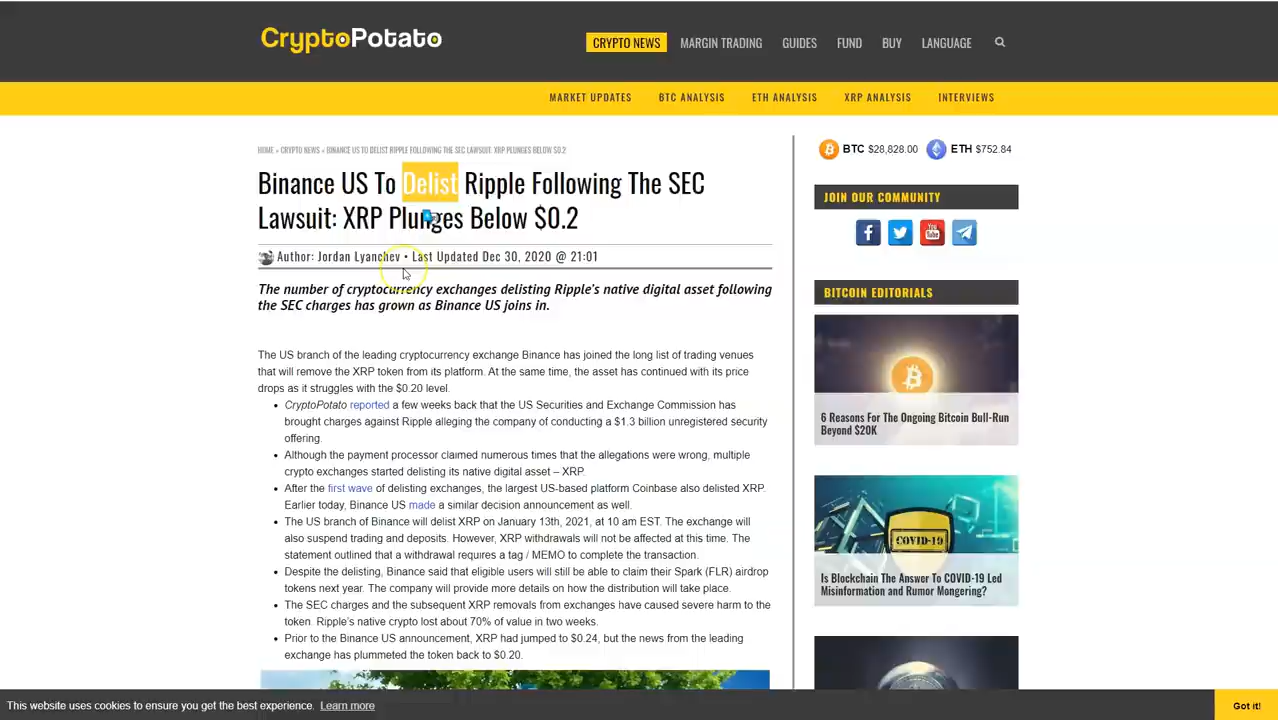 CryptoPotato
CRYPTO NEWS
MARGIN TRADING
GUIDES
FUND
BUY
LANGUAGE
MARKET UPDATES
BTC ANALYSIS
ETH ANALYSIS
XRP ANALYSIS
INTERVIEWS
HOME » CRYPTO NEWS » BINANCE US TO DELIST RIPPLE FOLLOWING THE SEC LAWSUIT: XRP PLUNGES BELOW $0.2
Binance US To Delist Ripple Following The SEC
Lawsuit: XRP Plunges Below $0.2
Author: Jordan Lyanchev • Last Updated Dec 30, 2020 @ 21:01
The number of cryptocurrency exchanges delisting Ripple's native digital asset following
the SEC charges has grown as Binance US joins in.
The US branch of the leading cryptocurrency exchange Binance has joined the long list of trading venues
that will remove the XRP token from its platform. At the same time, the asset has continued with its price
drops as it struggles with the $0.20 level.
• CryptoPotato reported a few weeks back that the US Securities and Exchange Commission has
brought charges against Ripple alleging the company of conducting a $1.3 billion unregistered security
offering.
• Although the payment processor claimed numerous times that the allegations were wrong, multiple
crypto exchanges started delisting its native digital asset – XRP.
• After the first wave of delisting exchanges, the largest US-based platform Coinbase also delisted XRP.
Earlier today, Binance US made a similar decision announcement as well.
• The US branch of Binance will delist XRP on January 13th, 2021, at 10 am EST. The exchange will
also suspend trading and deposits. However, XRP withdrawals will not be affected at this time. The
statement outlined that a withdrawal requires a tag / MEMO to complete the transaction.
• Despite the delisting, Binance said that eligible users will still be able to claim their Spark (FLR) airdrop
tokens next year. The company will provide more details on how the distribution will take place.
• The SEC charges and the subsequent XRP removals from exchanges have caused severe harm to the
token. Ripple's native crypto lost about 70% of value in two weeks.
• Prior to the Binance US announcement, XRP had jumped to $0.24, but the news from the leading
exchange has plummeted the token back to $0.20.
BTC $28,828.00 ETH $752.84
JOIN OUR COMMUNITY
You
Tube
BITCOIN EDITORIALS
6 Reasons For The Ongoing Bitcoin Bull-Run
Beyond $20K
COVID-19
Is Blockchain The Answer To COVID-19 Led
Misinformation and Rumor Mongering?
This website uses cookies to ensure you get the best experience. Learn more
Got it!